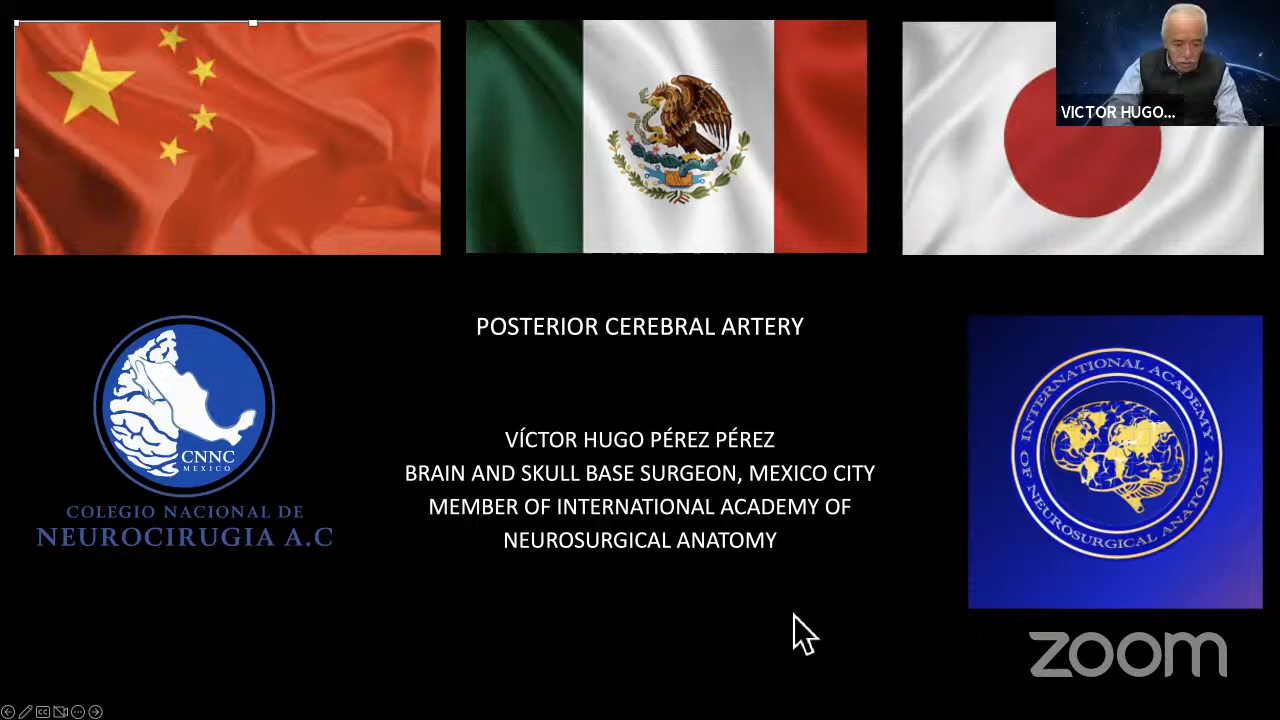 VICTOR HUGO...
POSTERIOR CEREBRAL ARTERY
VÍCTOR HUGO PÉREZ PÉREZ
BRAIN AND SKULL BASE SURGEON, MEXICO CITY
MEMBER OF INTERNATIONAL ACADEMY OF
NEUROSURGICAL ANATOMY
CNNC
MEXICO
COLEGIO NACIONAL DE
NEUROCIRUGIA A.C
INTERNATIONAL ACADEMY
OF NEUROSURGICAL ANATOMY
zoom
CC